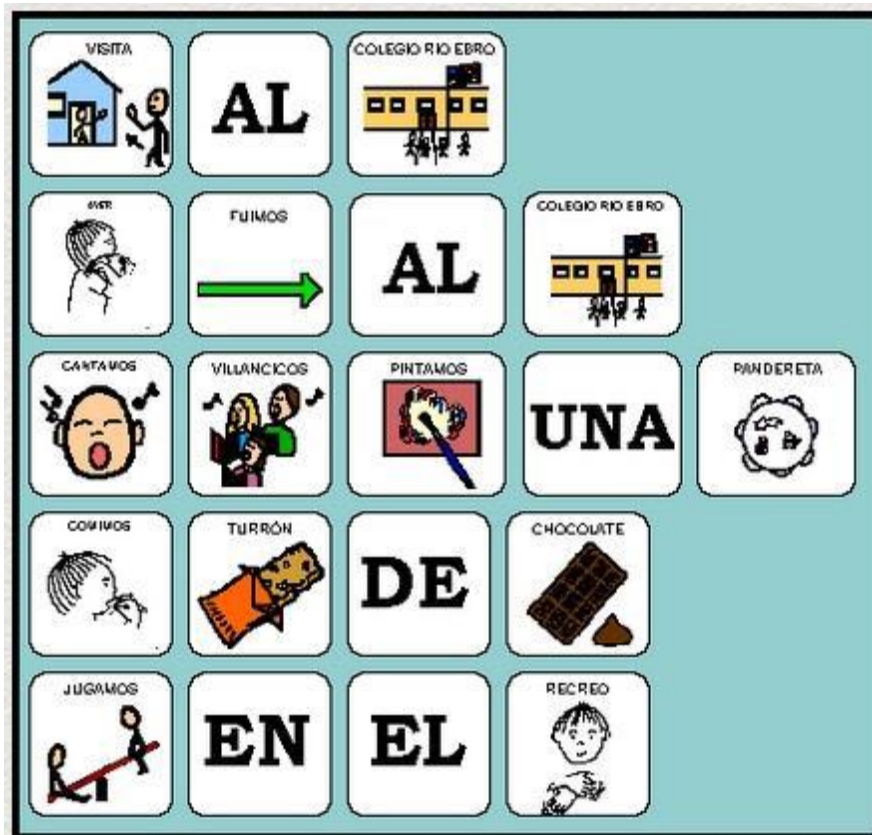 VISITA AL COLEGIO RIO EBRO
AYER FUIMOS AL COLEGIO RIO EBRO
CANTAMOS VILLANCICOS PINTAMOS UNA PANDERETA
COMIMOS TURRÓN DE CHOCOLATE
JUGAMOS EN EL RECREO